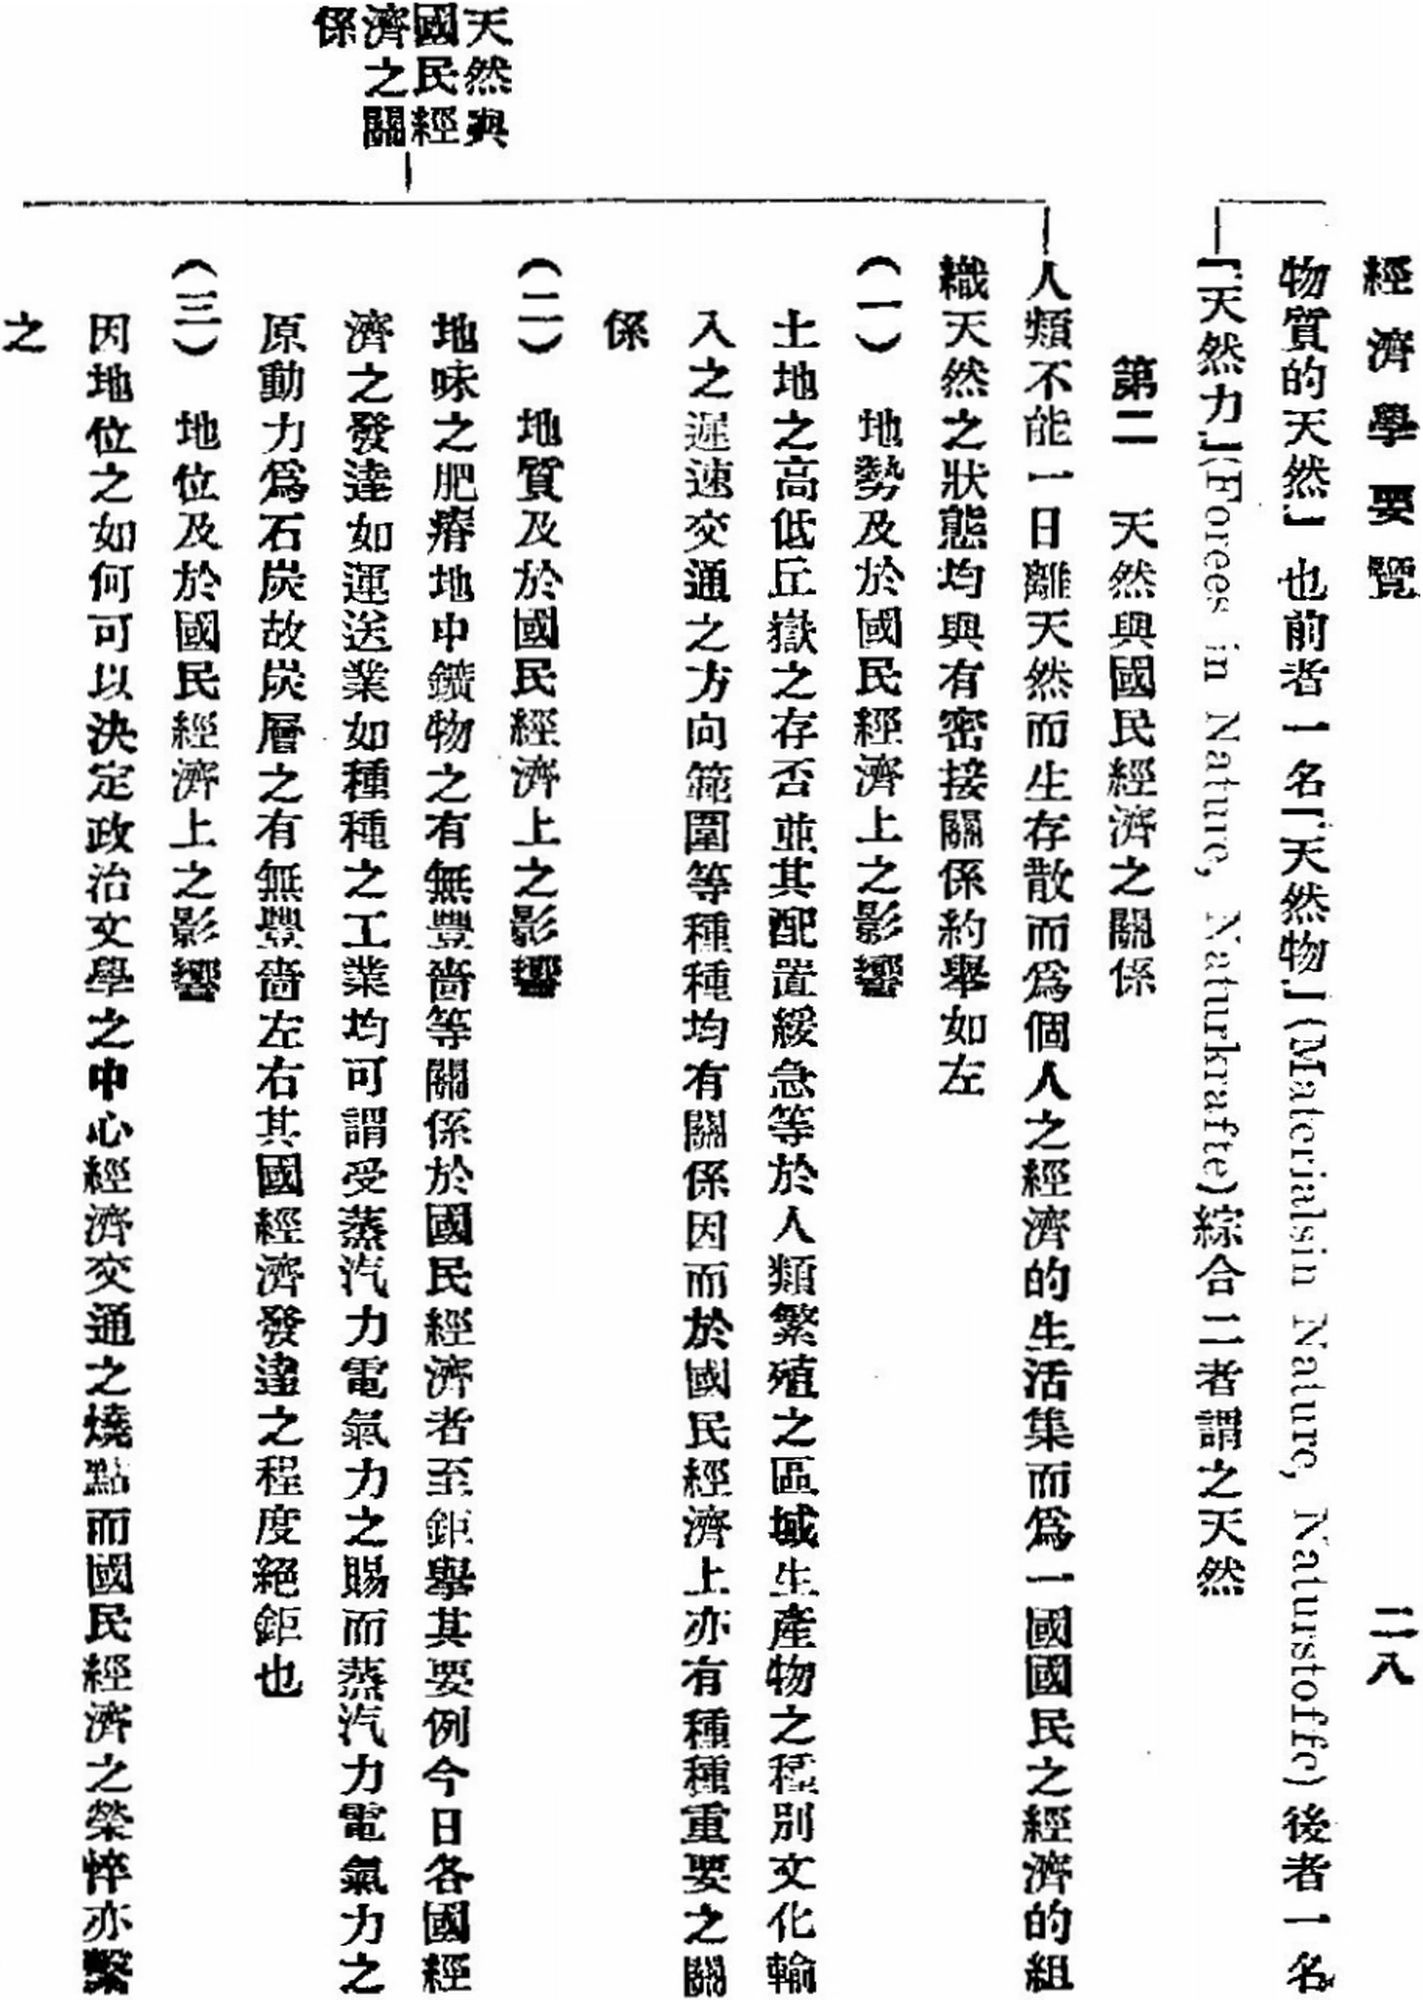 經濟學要覽
二八
物質的天然」也前者一名「天然物」(Materialsin Nature, Naturstoffe)後者一名
「天然力」(Forees in Nature, Naturkrafte)綜合二者謂之天然
第二 天然與國民經濟之關係
天然與
國民經
濟之關
係
人類不能一日離天然而生存散而爲個人之經濟的生活集而爲一國國民之經濟的組
織天然之狀態均與有密接關係約舉如左
(一) 地勢及於國民經濟上之影響
土地之高低丘嶽之存否並其配置緩急等於人類繁殖之區域生產物之種別文化輸
入之遲速交通之方向範圍等種種均有關係因而於國民經濟上亦有種種重要之關
係
(二) 地質及於國民經濟上之影響
地味之肥瘠地中鑛物之有無豐嗇等關係於國民經濟者至鉅舉其要例今日各國經
濟之發達如運送業如種種之工業均可謂受蒸汽力電氣力之賜而蒸汽力電氣力之
原動力爲石炭故炭層之有無豐嗇左右其國經濟發達之程度絕鉅也
(三) 地位及於國民經濟上之影響
因地位之如何可以決定政治文學之中心經濟交通之燒點而國民經濟之榮悴亦繫
之